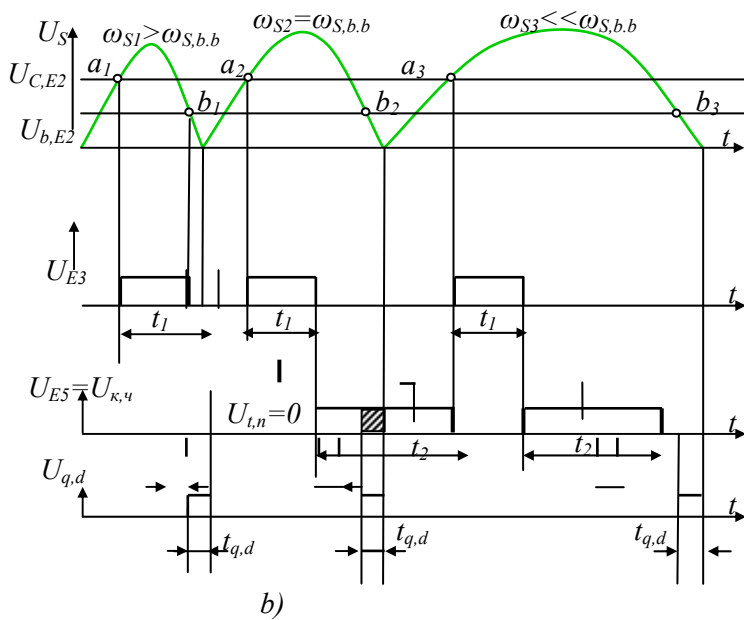 U_S ω_S1>ω_S,b.b ω_S2=ω_S,b.b ω_S3<<ω_S,b.b
U_C,E2 a_1 a_2 a_3
b_1 b_2 b_3
U_b,E2 t
U_E3 t
t_1 t_1 t_1
U_E5=U_к,ч U_t,n=0 t
t_2 t_2
U_q,d t
t_q,d t_q,d t_q,d
b)